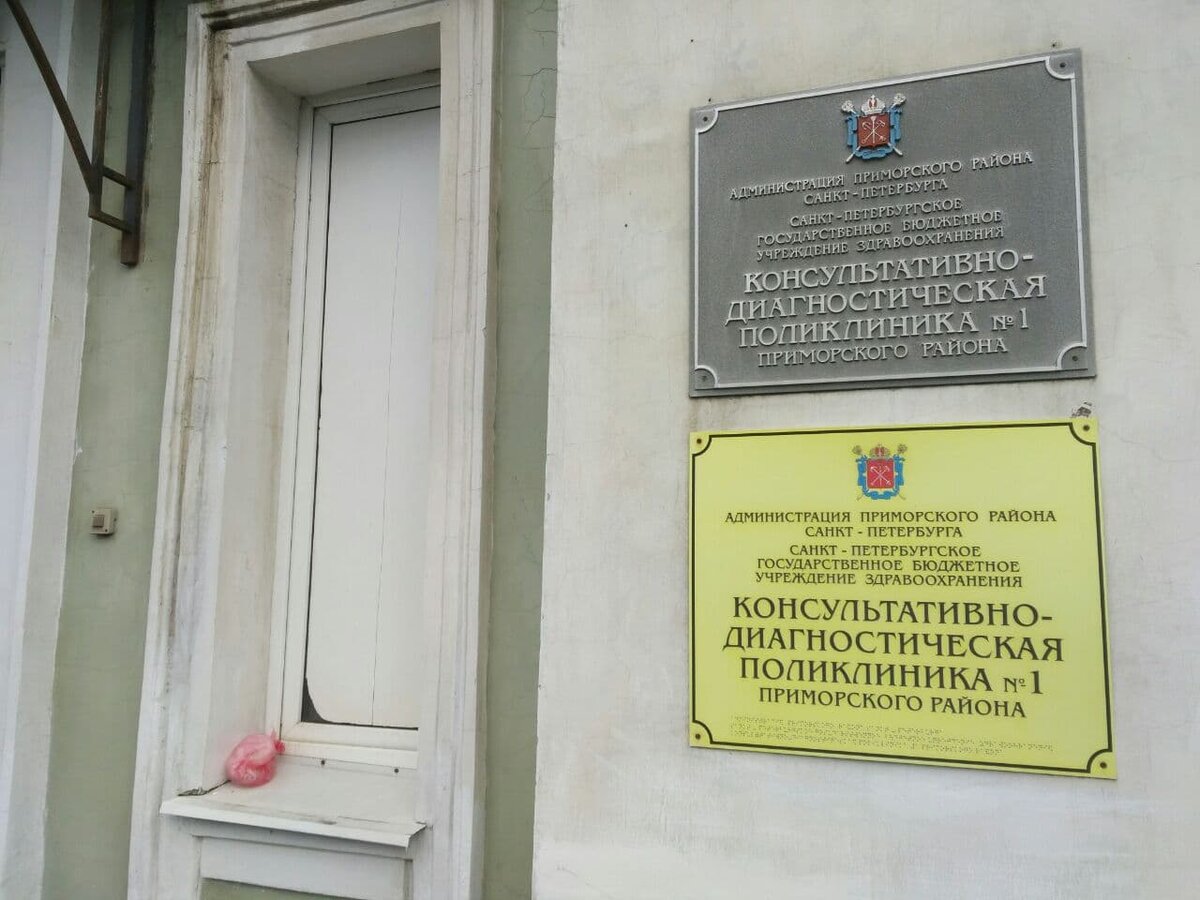 АДМИНИСТРАЦИЯ ПРИМОРСКОГО РАЙОНА
САНКТ - ПЕТЕРБУРГА
САНКТ-ПЕТЕРБУРГСКОЕ
ГОСУДАРСТВЕННОЕ БЮДЖЕТНОЕ
УЧРЕЖДЕНИЕ ЗДРАВООХРАНЕНИЯ
КОНСУЛЬТАТИВНО-
ДИАГНОСТИЧЕСКАЯ
ПОЛИКЛИНИКА №1
ПРИМОРСКОГО РАЙОНА
АДМИНИСТРАЦИЯ ПРИМОРСКОГО РАЙОНА
САНКТ - ПЕТЕРБУРГА
САНКТ - ПЕТЕРБУРГСКОЕ
ГОСУДАРСТВЕННОЕ БЮДЖЕТНОЕ
УЧРЕЖДЕНИЕ ЗДРАВООХРАНЕНИЯ
КОНСУЛЬТАТИВНО-
ДИАГНОСТИЧЕСКАЯ
ПОЛИКЛИНИКА №1
ПРИМОРСКОГО РАЙОНА